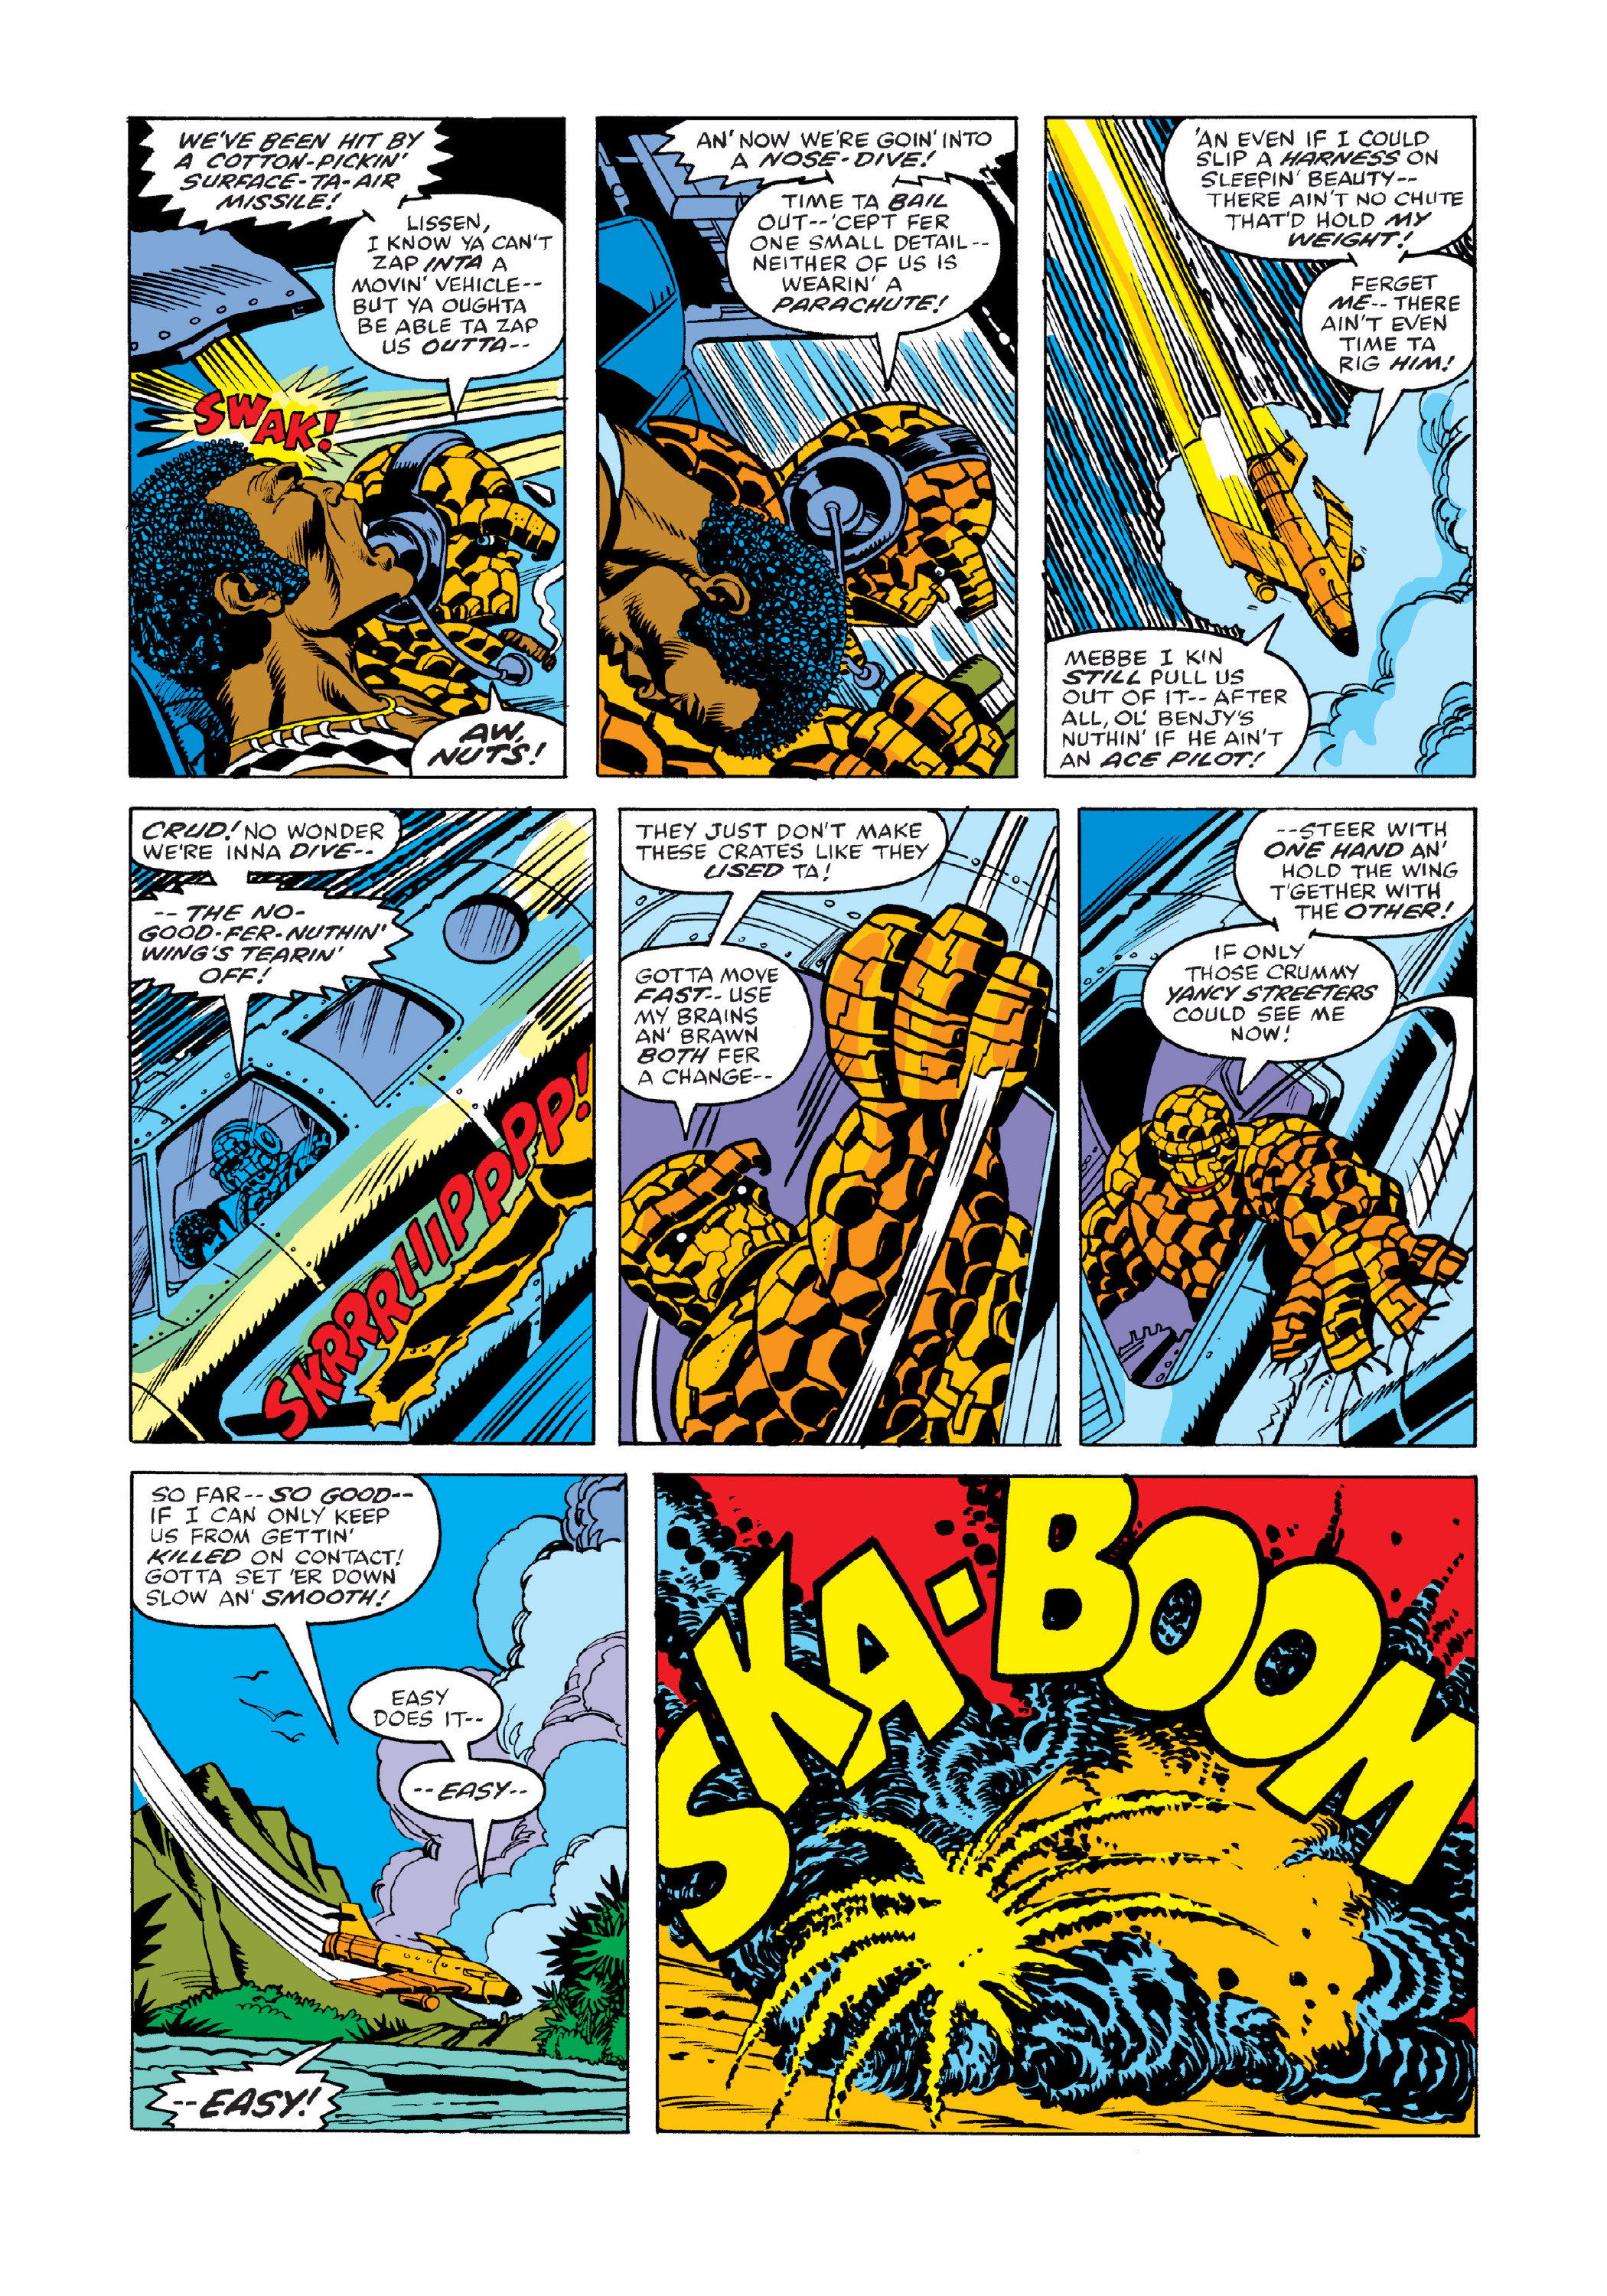 WE'VE BEEN HIT BY
A COTTON-PICKIN'
SURFACE-TA-AIR
MISSILE!
LISSEN,
I KNOW YA CAN'T
ZAP INTA A
MOVIN' VEHICLE--
BUT YA OUGHTA
BE ABLE TA ZAP
US OUTTA--
SWAK!
AW,
NUTS!
AN' NOW WE'RE GOIN' INTO
A NOSE-DIVE!
TIME TA BAIL
OUT--'CEPT FER
ONE SMALL DETAIL--
NEITHER OF US IS
WEARIN' A
PARACHUTE!
'AN EVEN IF I COULD
SLIP A HARNESS ON
SLEEPIN' BEAUTY--
THERE AIN'T NO CHUTE
THAT'D HOLD MY
WEIGHT!
FERGET
ME--THERE
AIN'T EVEN
TIME TA
RIG HIM!
MEBBE I KIN
STILL PULL US
OUT OF IT--AFTER
ALL, OL' BENJY'S
NUTHIN' IF HE AIN'T
AN ACE PILOT!
CRUD! NO WONDER
WE'RE INNA DIVE--
--THE NO-
GOOD-FER-NUTHIN'
WING'S TEARIN'
OFF!
SKRRRIIIPPPP!
THEY JUST DON'T MAKE
THESE CRATES LIKE THEY
USED TA!
GOTTA MOVE
FAST--USE
MY BRAINS
AN' BRAWN
BOTH FER
A CHANGE--
--STEER WITH
ONE HAND AN'
HOLD THE WING
T'GETHER WITH
THE OTHER!
IF ONLY
THOSE CRUMMY
YANCY STREETERS
COULD SEE ME
NOW!
SO FAR--SO GOOD--
IF I CAN ONLY KEEP
US FROM GETTIN'
KILLED ON CONTACT!
GOTTA SET 'ER DOWN
SLOW AN' SMOOTH!
EASY
DOES IT--
--EASY--
--EASY!
SKA-BOOM